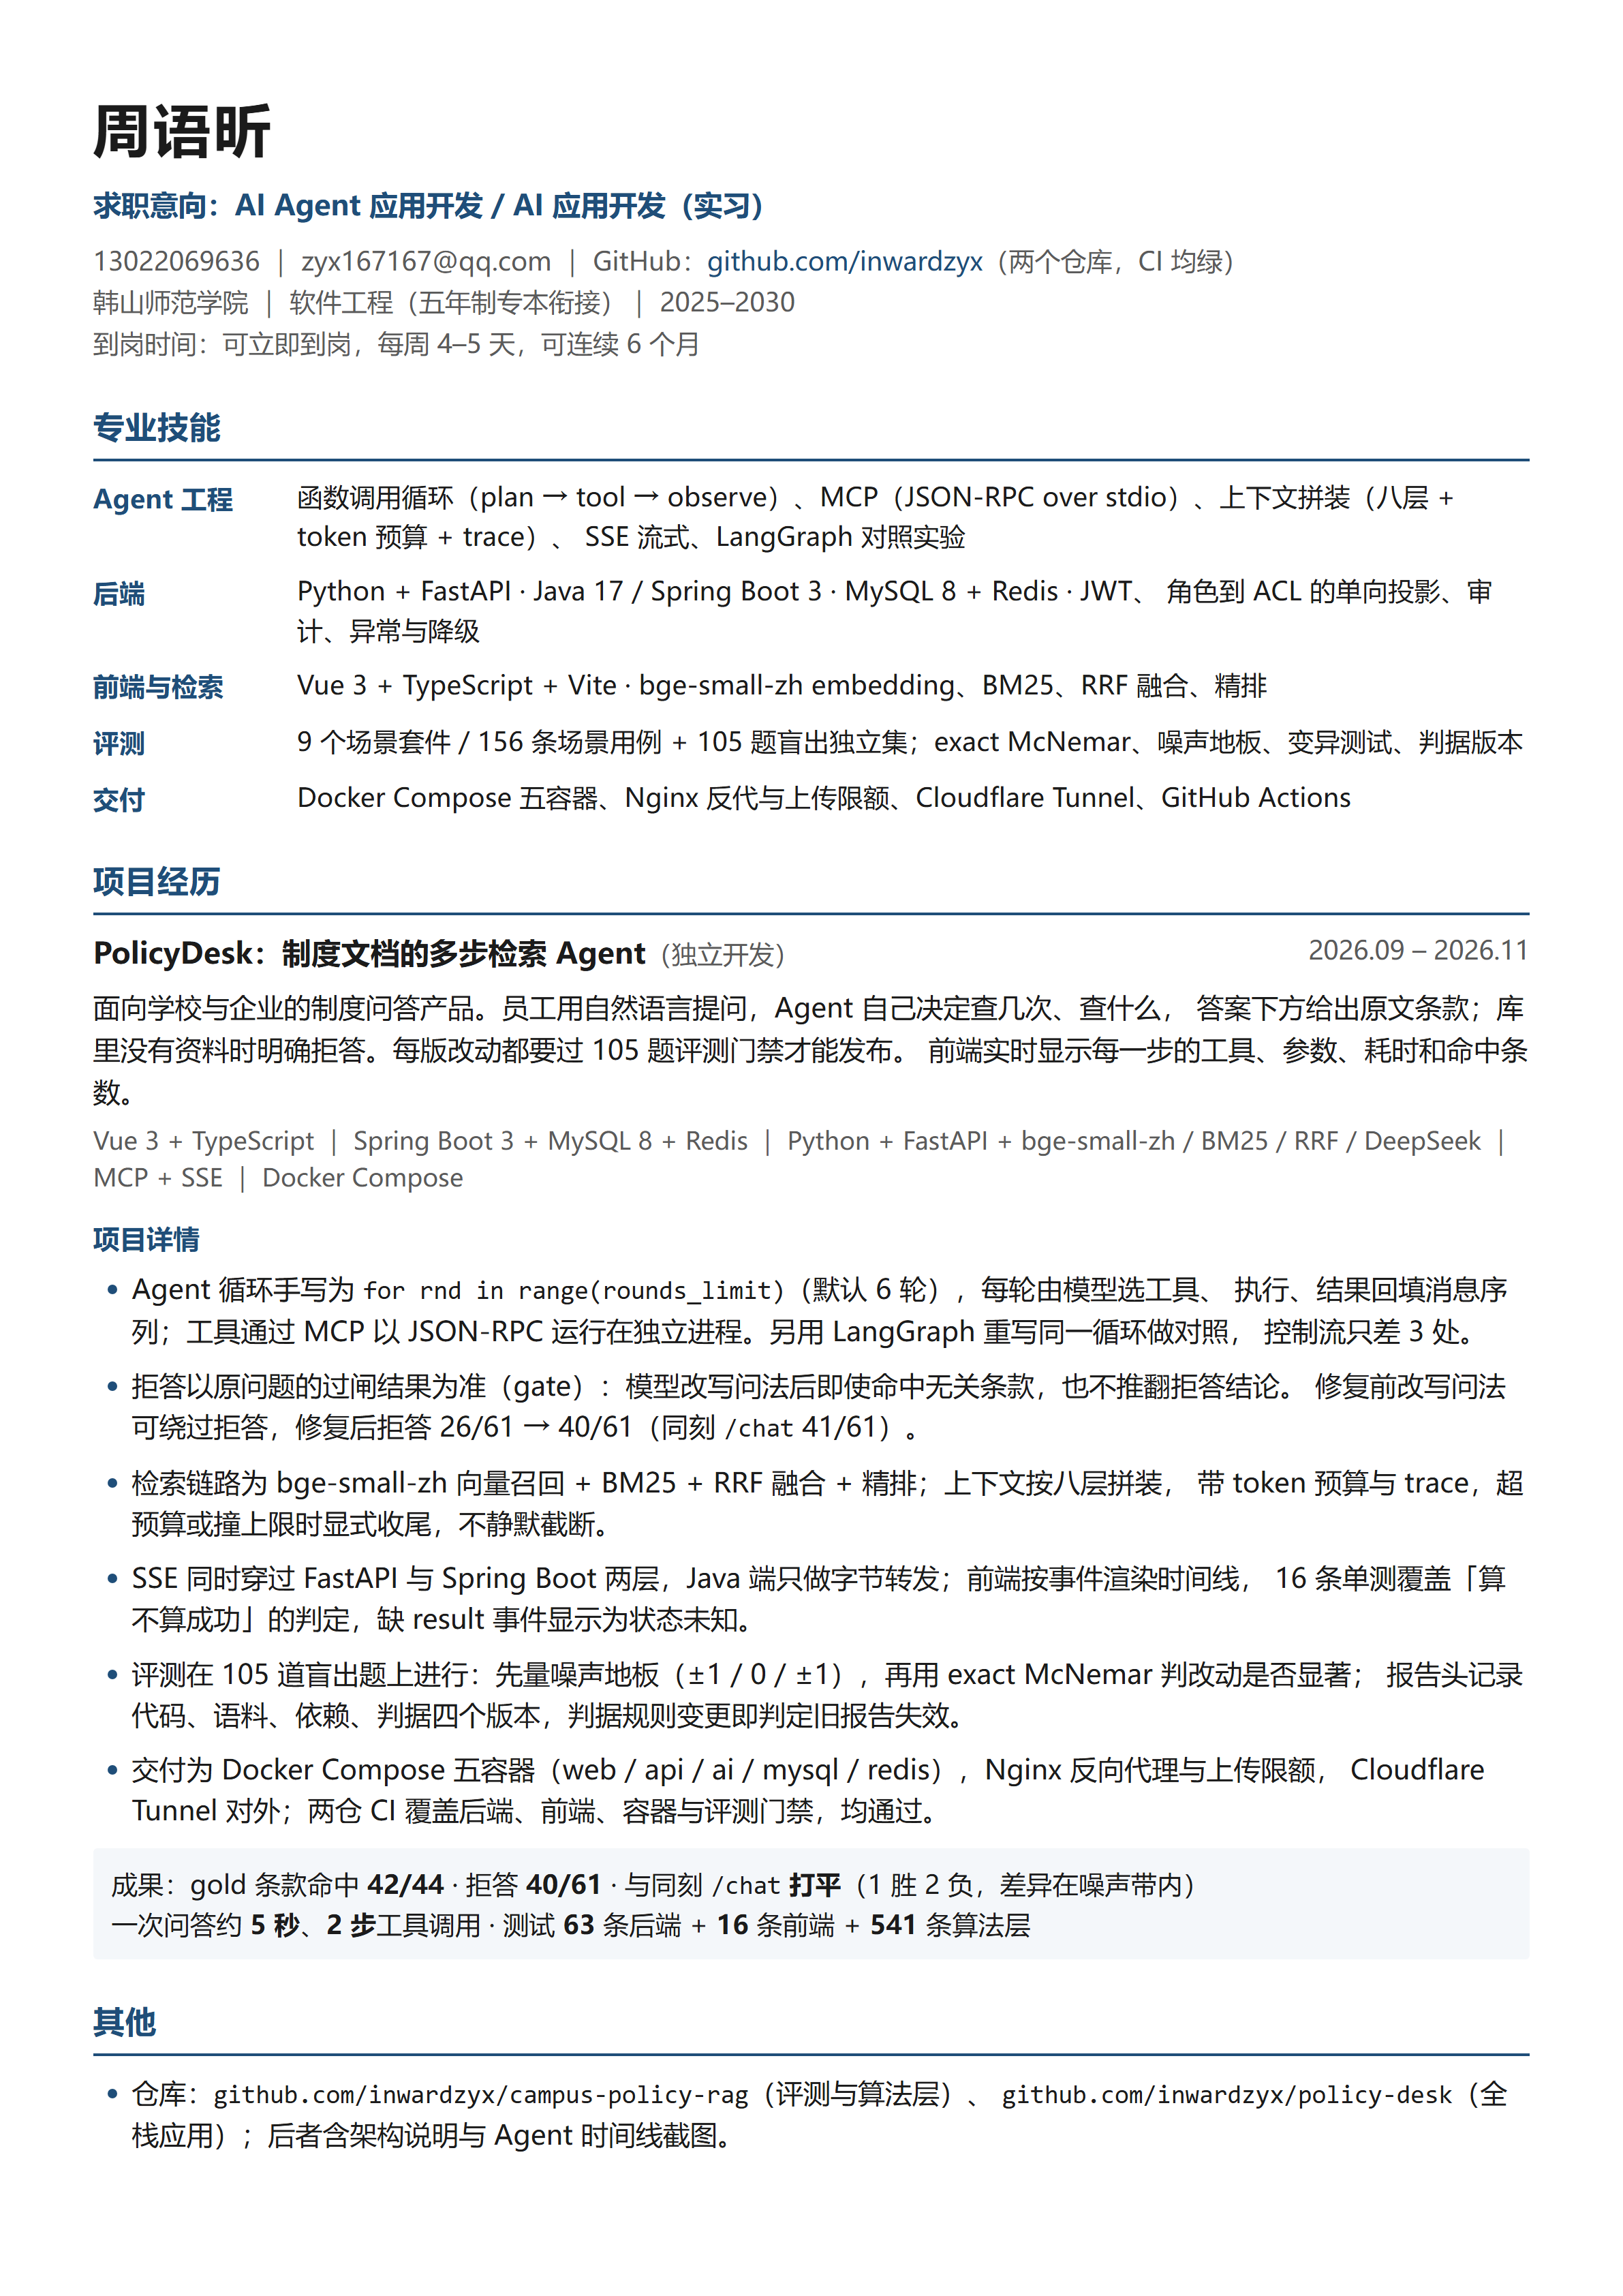 周语昕
求职意向：AI Agent 应用开发 / AI 应用开发（实习）
13022069636 ｜ zyx167167@qq.com ｜ GitHub：github.com/inwardzyx（两个仓库，CI 均绿）
韩山师范学院 ｜ 软件工程（五年制专本衔接） ｜ 2025–2030
到岗时间：可立即到岗，每周 4–5 天，可连续 6 个月
专业技能
Agent 工程 函数调用循环（plan → tool → observe）、MCP（JSON-RPC over stdio）、上下文拼装（八层 +
token 预算 + trace）、 SSE 流式、LangGraph 对照实验
后端 Python + FastAPI · Java 17 / Spring Boot 3 · MySQL 8 + Redis · JWT、 角色到 ACL 的单向投影、审
计、异常与降级
前端与检索 Vue 3 + TypeScript + Vite · bge-small-zh embedding、BM25、RRF 融合、精排
评测 9 个场景套件 / 156 条场景用例 + 105 题盲出独立集；exact McNemar、噪声地板、变异测试、判据版本
交付 Docker Compose 五容器、Nginx 反代与上传限额、Cloudflare Tunnel、GitHub Actions
项目经历
PolicyDesk：制度文档的多步检索 Agent（独立开发） 2026.09 – 2026.11
面向学校与企业的制度问答产品。员工用自然语言提问，Agent 自己决定查几次、查什么， 答案下方给出原文条款；库
里没有资料时明确拒答。每版改动都要过 105 题评测门禁才能发布。 前端实时显示每一步的工具、参数、耗时和命中条
数。
Vue 3 + TypeScript ｜ Spring Boot 3 + MySQL 8 + Redis ｜ Python + FastAPI + bge-small-zh / BM25 / RRF / DeepSeek ｜
MCP + SSE ｜ Docker Compose
项目详情
• Agent 循环手写为 for rnd in range(rounds_limit)（默认 6 轮），每轮由模型选工具、 执行、结果回填消息序
列；工具通过 MCP 以 JSON-RPC 运行在独立进程。另用 LangGraph 重写同一循环做对照， 控制流只差 3 处。
• 拒答以原问题的过闸结果为准（gate）：模型改写问法后即使命中无关条款，也不推翻拒答结论。 修复前改写问法
可绕过拒答，修复后拒答 26/61 → 40/61（同刻 /chat 41/61）。
• 检索链路为 bge-small-zh 向量召回 + BM25 + RRF 融合 + 精排；上下文按八层拼装， 带 token 预算与 trace，超
预算或撞上限时显式收尾，不静默截断。
• SSE 同时穿过 FastAPI 与 Spring Boot 两层，Java 端只做字节转发；前端按事件渲染时间线， 16 条单测覆盖「算
不算成功」的判定，缺 result 事件显示为状态未知。
• 评测在 105 道盲出题上进行：先量噪声地板（±1 / 0 / ±1），再用 exact McNemar 判改动是否显著； 报告头记录
代码、语料、依赖、判据四个版本，判据规则变更即判定旧报告失效。
• 交付为 Docker Compose 五容器（web / api / ai / mysql / redis），Nginx 反向代理与上传限额， Cloudflare
Tunnel 对外；两仓 CI 覆盖后端、前端、容器与评测门禁，均通过。
成果：gold 条款命中 42/44 · 拒答 40/61 · 与同刻 /chat 打平（1 胜 2 负，差异在噪声带内）
一次问答约 5 秒、2 步工具调用 · 测试 63 条后端 + 16 条前端 + 541 条算法层
其他
• 仓库：github.com/inwardzyx/campus-policy-rag（评测与算法层）、 github.com/inwardzyx/policy-desk（全
栈应用）；后者含架构说明与 Agent 时间线截图。